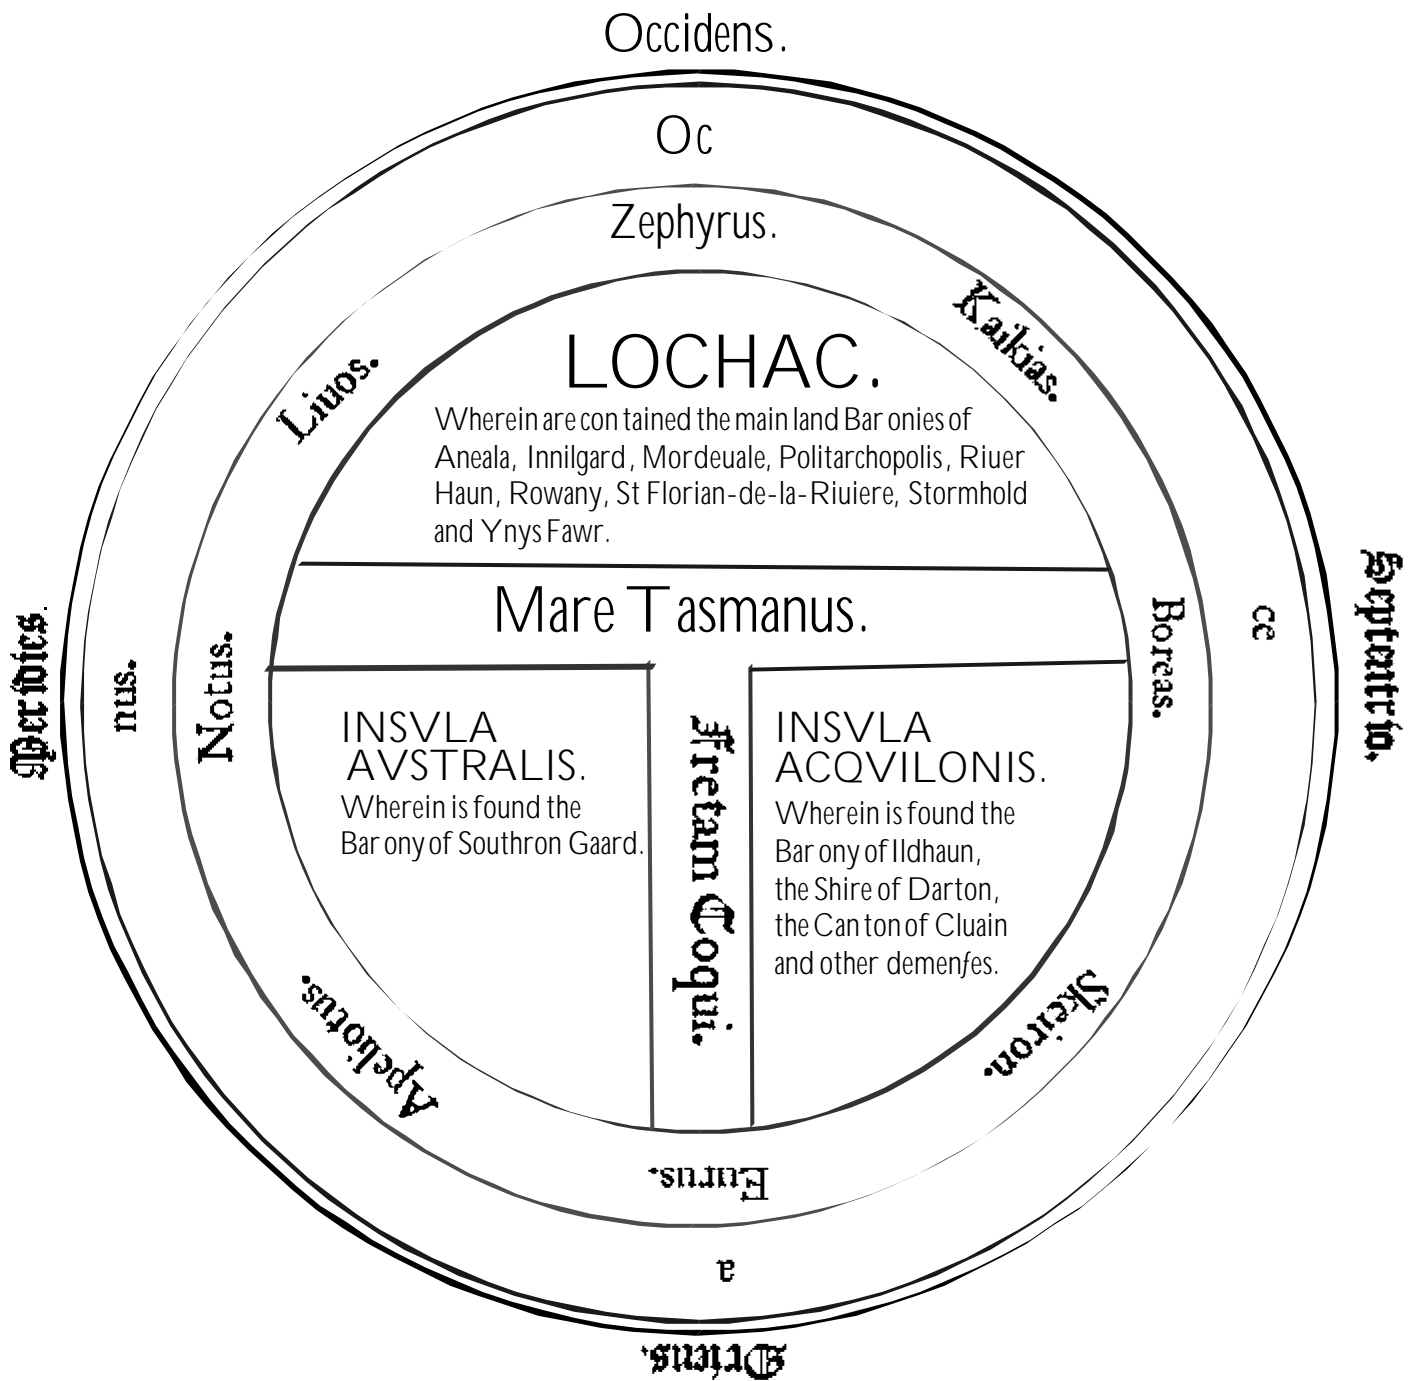 Occidens.
Oc
Zephyrus.
Kaikias.
Liuos.
LOCHAC.
Wherein are con tained the main land Bar onies of
Aneala, Innilgard, Mordeuale, Politarchopolis, Riuer
Haun, Rowany, St Florian-de-la-Riuiere, Stormhold
and Ynys Fawr.
Mare T asmanus.
Meridies.
nus.
Notus.
Boreas.
ce
Septentrio.
INSVLA
AVSTRALIS.
Wherein is found the
Bar ony of Southron Gaard.
Fretam Coqui.
INSVLA
ACQVILONIS.
Wherein is found the
Bar ony of Ildhaun,
the Shire of Darton,
the Can ton of Cluain
and other demenſes.
Apeliotus.
Skeiron.
Eurus.
a
Oriens.